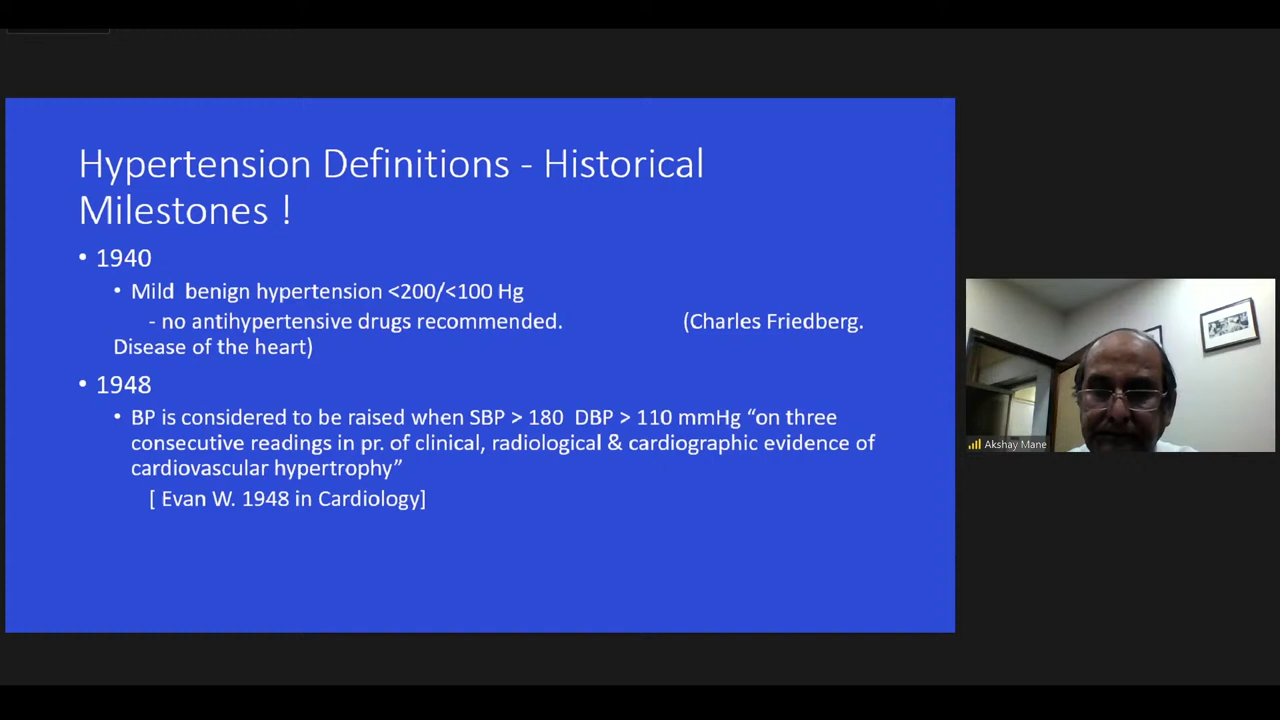 Hypertension Definitions - Historical
Milestones !
• 1940
• Mild benign hypertension <200/<100 Hg
- no antihypertensive drugs recommended. (Charles Friedberg.
Disease of the heart)
• 1948
• BP is considered to be raised when SBP > 180 DBP > 110 mmHg “on three
consecutive readings in pr. of clinical, radiological & cardiographic evidence of
cardiovascular hypertrophy”
[ Evan W. 1948 in Cardiology]
Akshay Mane